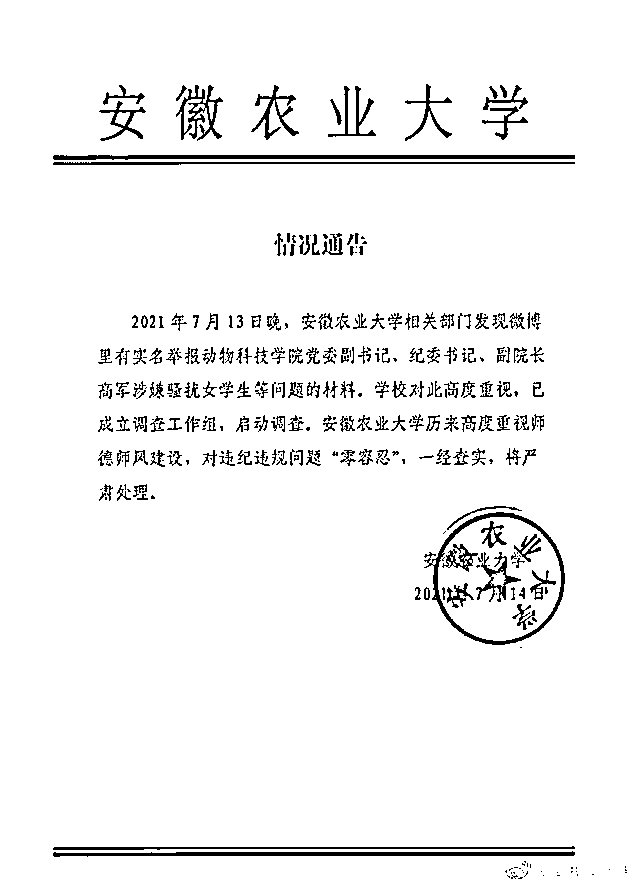 安徽农业大学
情况通告
2021年7月13日晚，安徽农业大学相关部门发现微博
里有实名举报动物科技学院党委副书记、纪委书记、副院长
高军涉嫌骚扰女学生等问题的材料。学校对此高度重视，已
成立调查工作组，启动调查。安徽农业大学历来高度重视师
德师风建设，对违纪违规问题“零容忍”，一经查实，将严
肃处理。
安徽农业大学
2021年7月14日